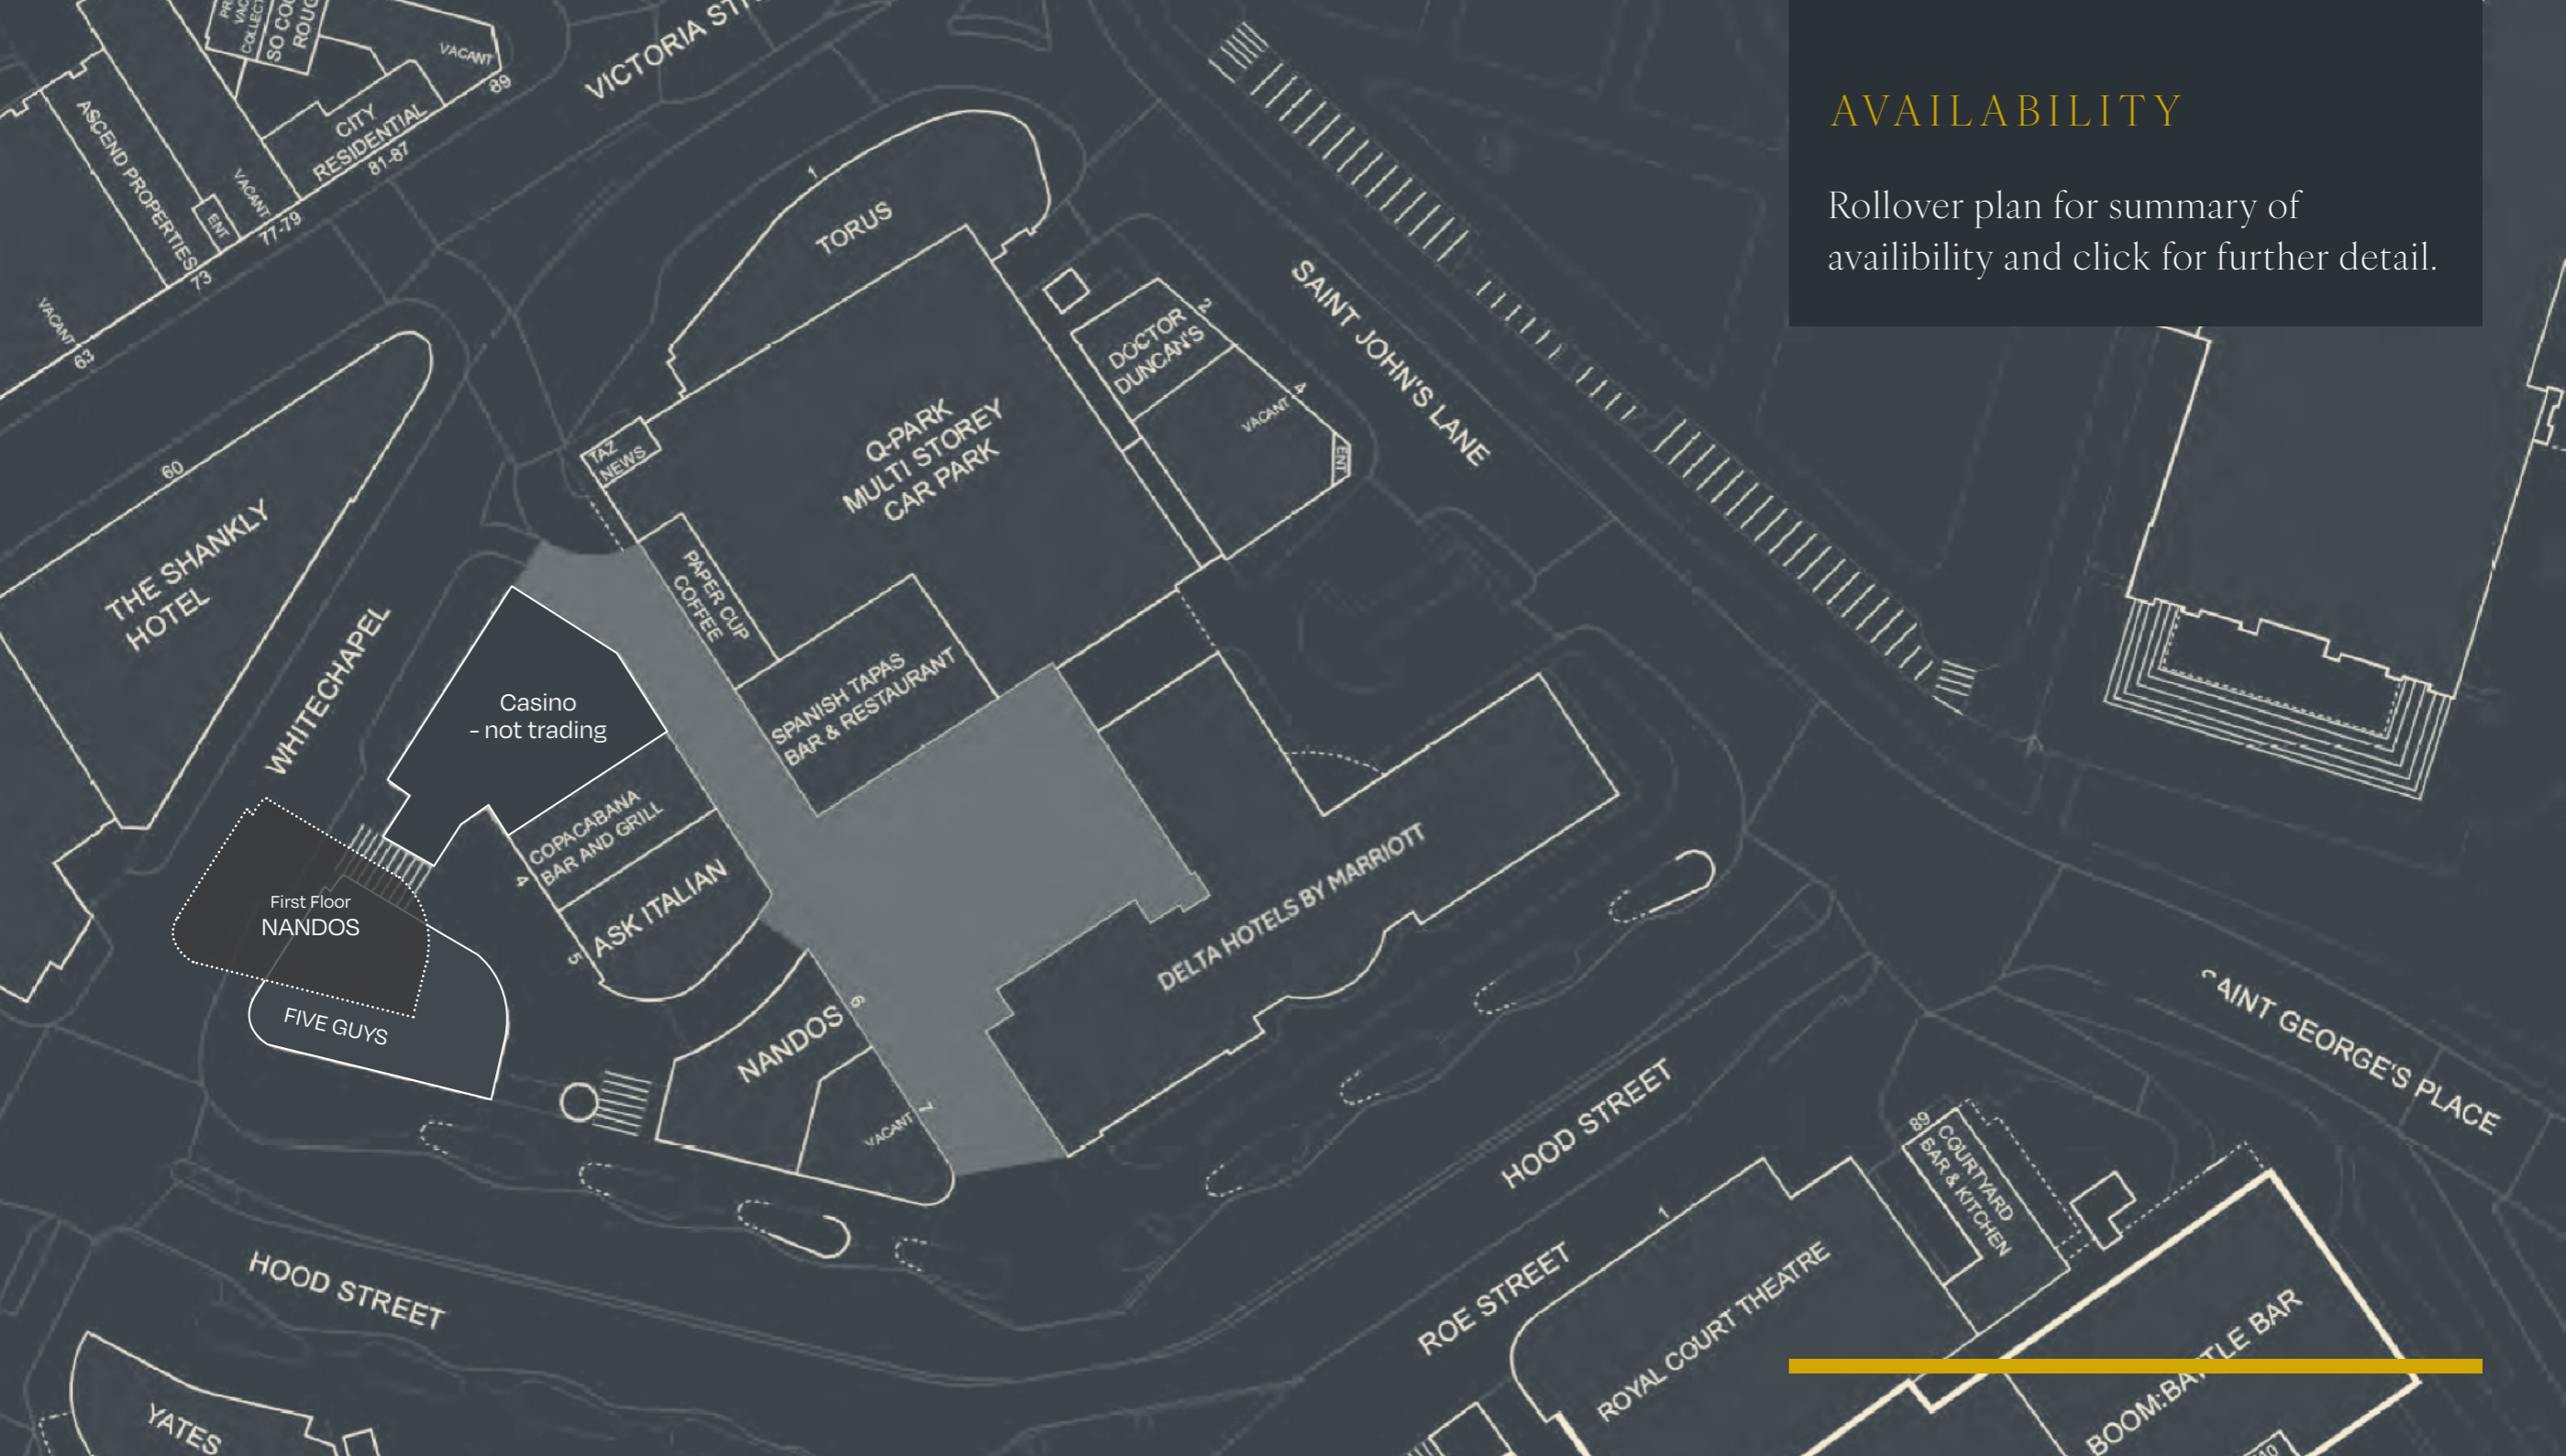 AVAILABILITY
Rollover plan for summary of
availibility and click for further detail.
SO
VACANT
89
CITY
RESIDENTIAL
81-87
ASCEND PROPERTIES
ENT
VACANT
77-79
73
VACANT
63
VICTORIA
1
TORUS
SAINT JOHN'S LANE
2
DOCTOR
DUNCAN'S
4
VACANT
ENT
Q-PARK
MULTI STOREY
CAR PARK
TAZ
NEWS
60
THE SHANKLY
HOTEL
WHITECHAPEL
PAPER CUP
COFFEE
SPANISH TAPAS
BAR & RESTAURANT
Casino
- not trading
COPACABANA
BAR AND GRILL
4
ASK ITALIAN
5
First Floor
NANDOS
FIVE GUYS
NANDOS
6
VACANT
7
DELTA HOTELS BY MARRIOTT
HOOD STREET
AINT GEORGE'S PLACE
89
COURTYARD
BAR & KITCHEN
HOOD STREET
ROE STREET
1
ROYAL COURT THEATRE
BOOM:BATTLE BAR
YATES